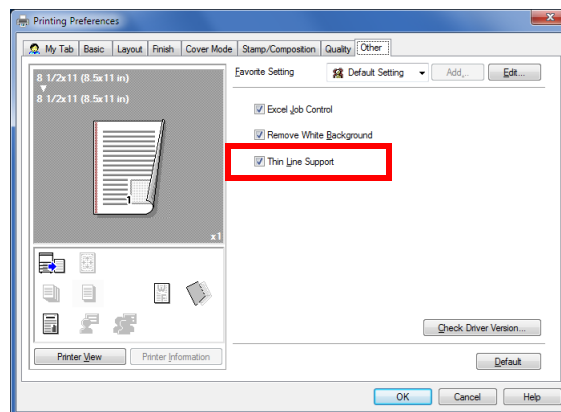 Printing Preferences
My Tab Basic Layout Finish Cover Mode Stamp/Composition Quality Other
8 1/2x11 (8.5x11 in)
8 1/2x11 (8.5x11 in)
1
x1
Favorite Setting Default Setting Add... Edit...
Excel Job Control
Remove White Background
Thin Line Support
Check Driver Version...
Printer View Printer Information
Default
OK Cancel Help